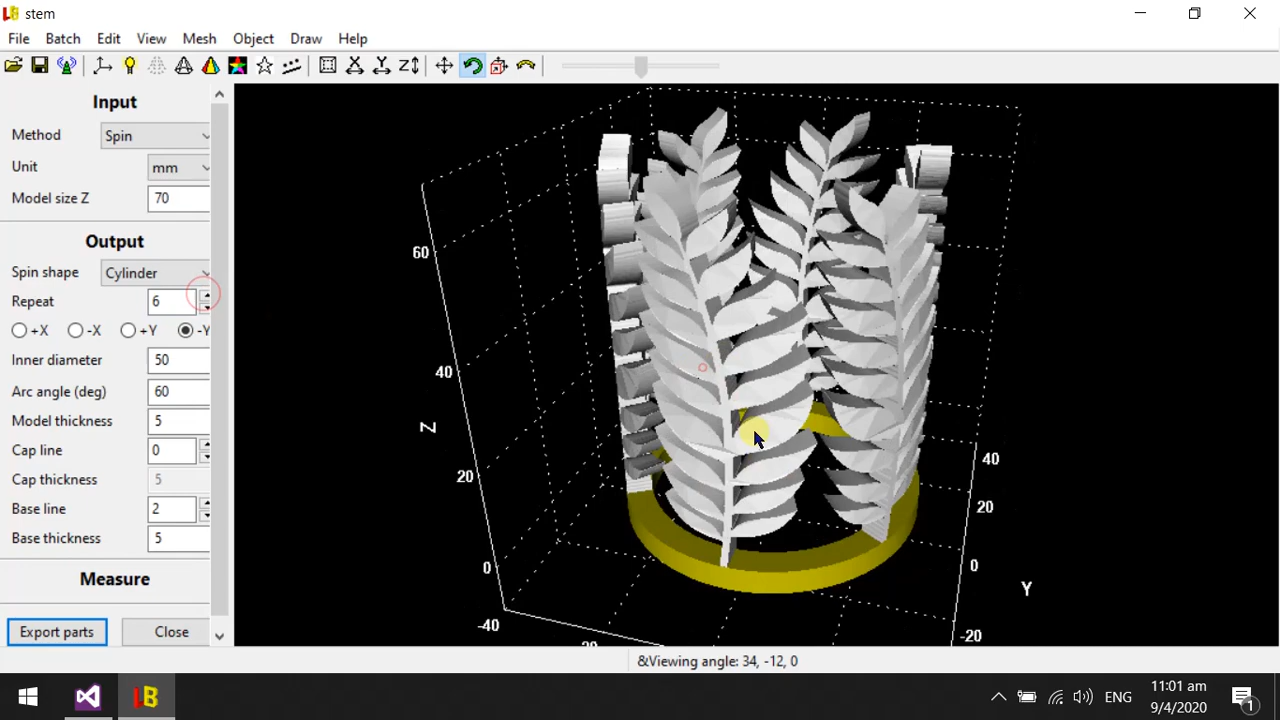 stem
File Batch Edit View Mesh Object Draw Help
Input
Method Spin
Unit mm
Model size Z 70
Output
Spin shape Cylinder
Repeat 6
+X -X +Y -Y
Inner diameter 50
Arc angle (deg) 60
Model thickness 5
Cap line 0
Cap thickness 5
Base line 2
Base thickness 5
Measure
Export parts Close
60
40
Z
20
0
-40
40
20
0
Y
-20
&Viewing angle: 34, -12, 0
ENG
11:01 am
9/4/2020
1